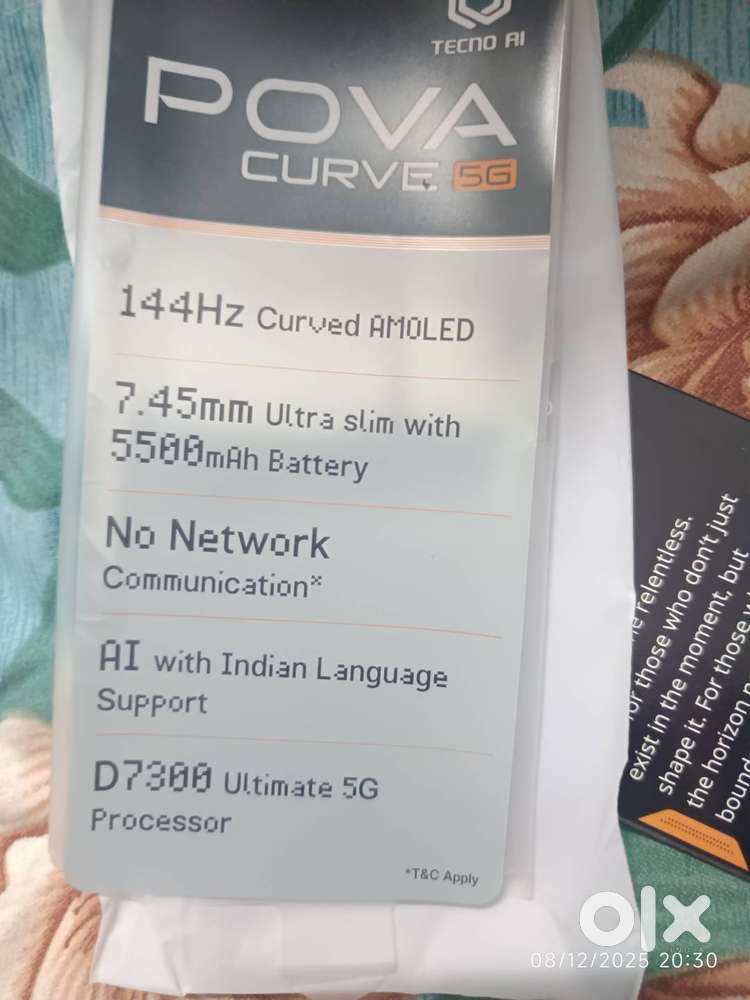 TECNO AI
POVA
CURVE 5G
144Hz Curved AMOLED
7.45mm Ultra slim with
5500mAh Battery
No Network
Communication*
AI with Indian Language
Support
D7300 Ultimate 5G
Processor
*T&C Apply
relentless.
for those who don't just
exist in the moment, but
shape it. For those
the horizon
bound
olx
08/12/2025 20:30